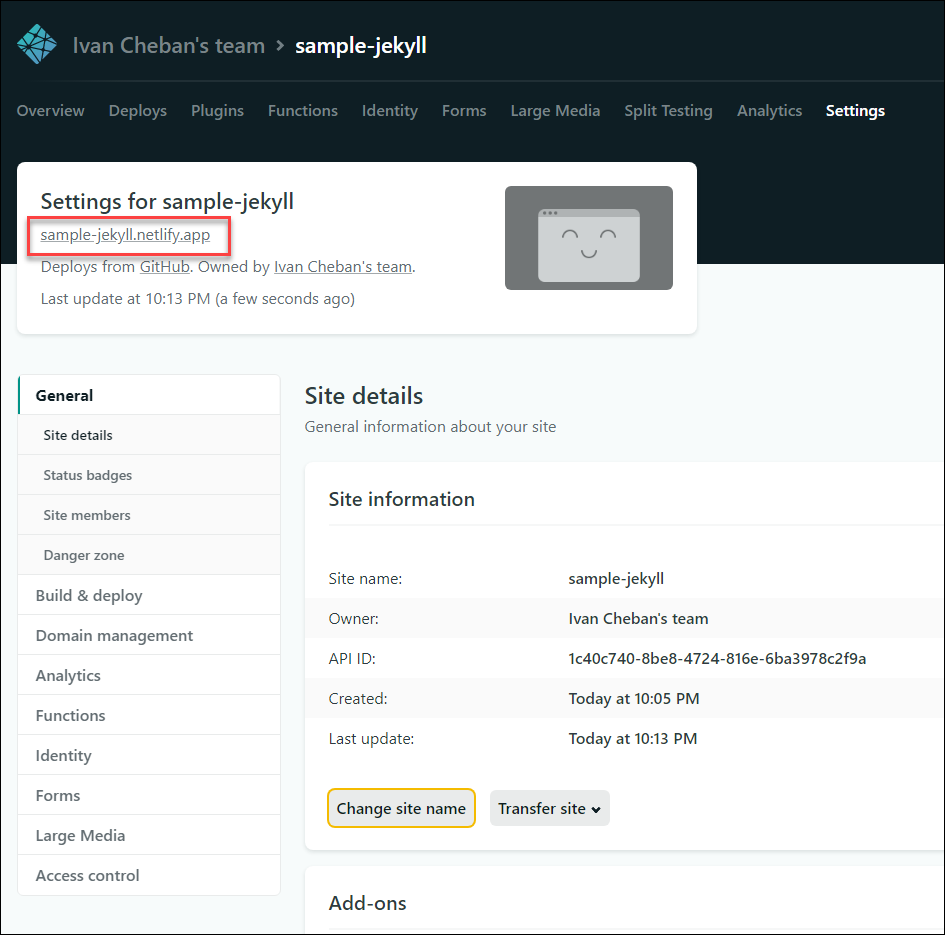 Ivan Cheban's team > sample-jekyll
Overview Deploys Plugins Functions Identity Forms Large Media Split Testing Analytics Settings
Settings for sample-jekyll
sample-jekyll.netlify.app
Deploys from GitHub. Owned by Ivan Cheban's team.
Last update at 10:13 PM (a few seconds ago)
General
Site details
Status badges
Site members
Danger zone
Build & deploy
Domain management
Analytics
Functions
Identity
Forms
Large Media
Access control
Site details
General information about your site
Site information
Site name: sample-jekyll
Owner: Ivan Cheban's team
API ID: 1c40c740-8be8-4724-816e-6ba3978c2f9a
Created: Today at 10:05 PM
Last update: Today at 10:13 PM
Change site name Transfer site
Add-ons